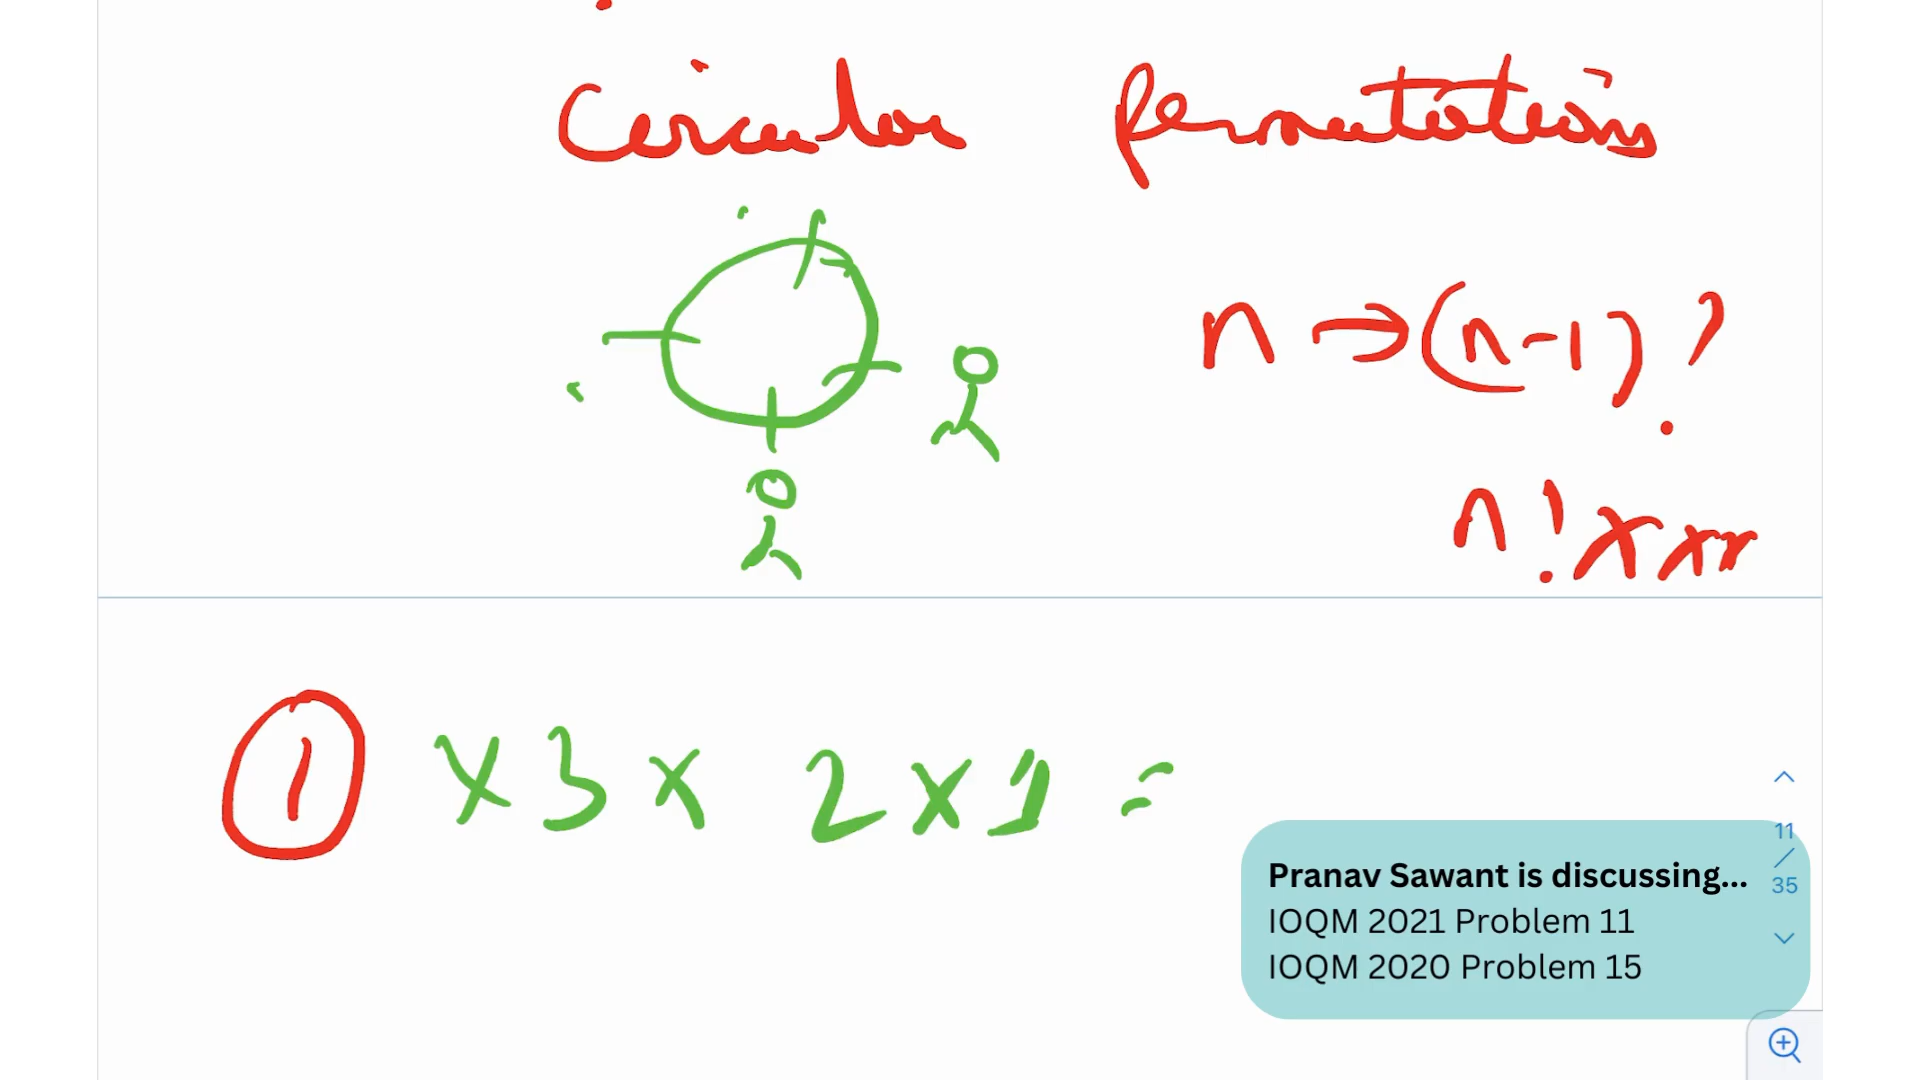 Circular Permutations
n → (n-1)!
n! x x x
1 x 3 x 2 x 1 =
11
/
35
Pranav Sawant is discussing...
IOQM 2021 Problem 11
IOQM 2020 Problem 15